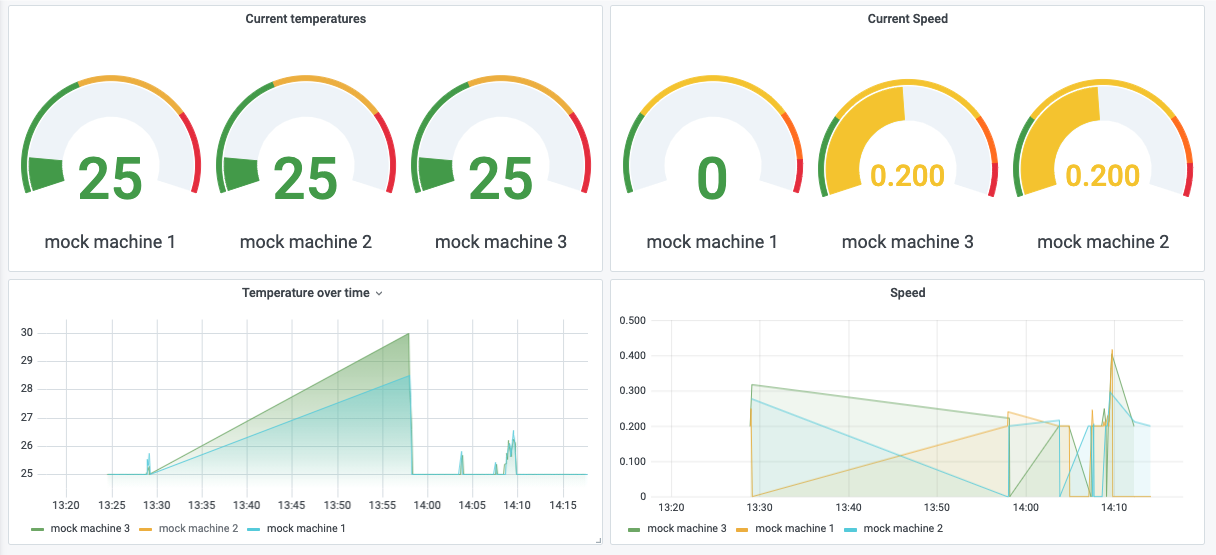 Current temperatures
25 25 25
mock machine 1 mock machine 2 mock machine 3
Current Speed
0 0.200 0.200
mock machine 1 mock machine 3 mock machine 2
Temperature over time
30
29
28
27
26
25
13:20 13:25 13:30 13:35 13:40 13:45 13:50 13:55 14:00 14:05 14:10 14:15
mock machine 3 mock machine 2 mock machine 1
Speed
0.500
0.400
0.300
0.200
0.100
0
13:20 13:30 13:40 13:50 14:00 14:10
mock machine 3 mock machine 1 mock machine 2